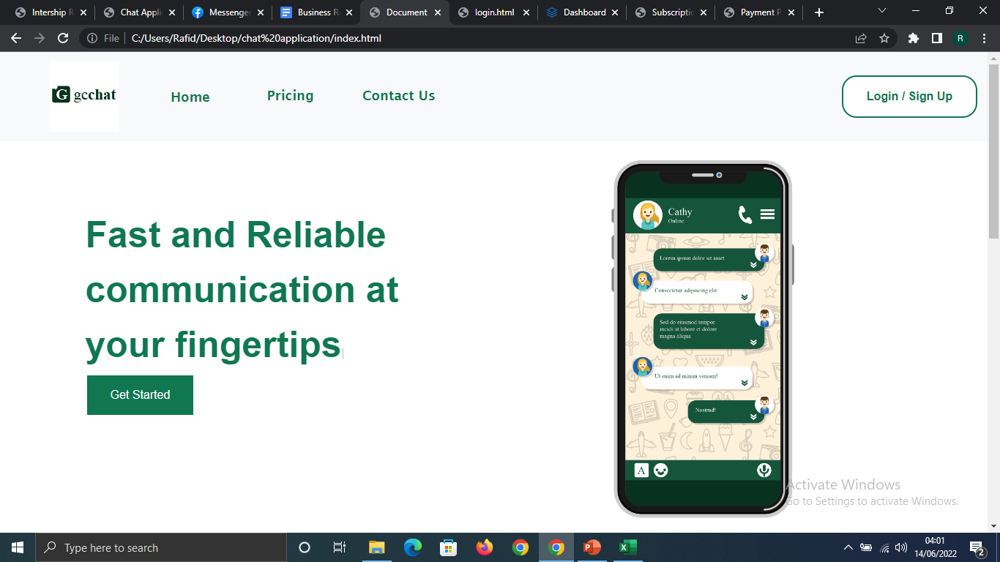 Intership R
Chat Appli
Messenger
Business R
Document
login.html
Dashboard
Subscriptic
Payment P
File
C:/Users/Rafid/Desktop/chat%20application/index.html
R
G gcchat
Home
Pricing
Contact Us
Login / Sign Up
Fast and Reliable
communication at
your fingertips
Get Started
Cathy
Online
Lorem ipsum dolor sit amet
Consectetur adipiscing elit
Sed do eiusmod tempor
incidi ut labore et dolore
magna aliqua
Ut enim ad minim veniam!
Nostrud!
A
Activate Windows
Go to Settings to activate Windows.
Type here to search
P
X
04:01
14/06/2022
2